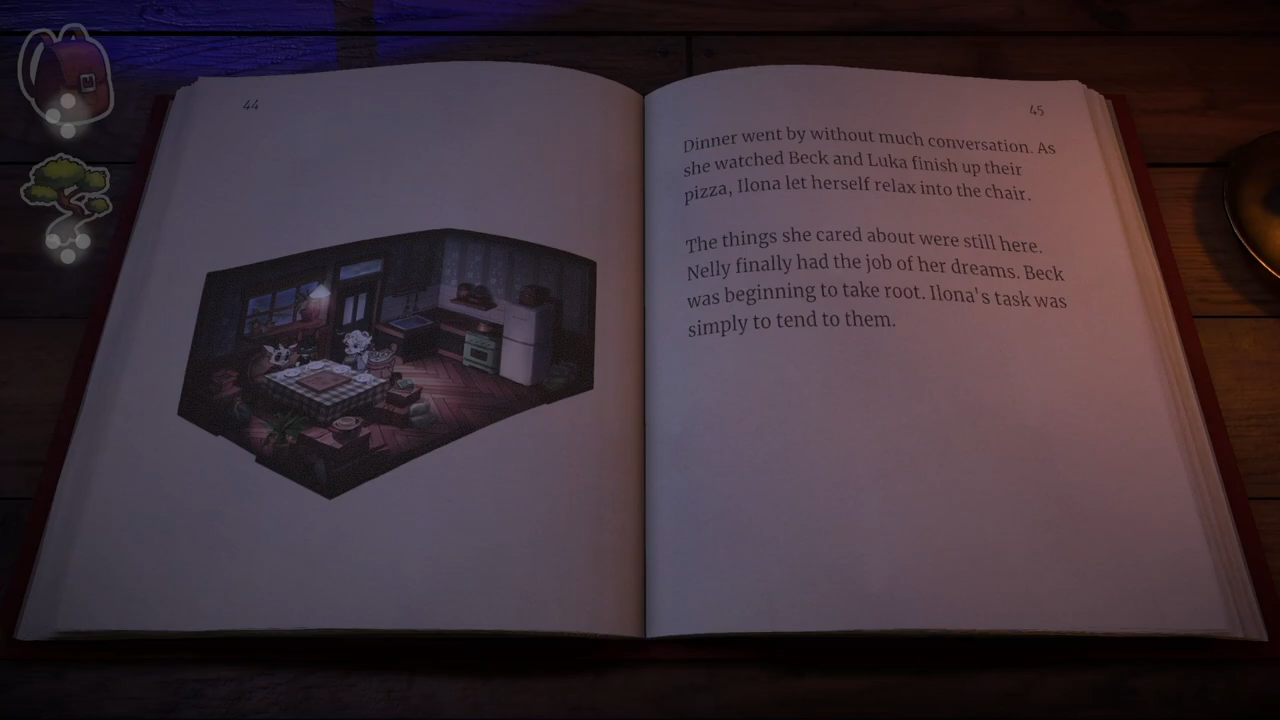 44
45
Dinner went by without much conversation. As
she watched Beck and Luka finish up their
pizza, Ilona let herself relax into the chair.
The things she cared about were still here.
Nelly finally had the job of her dreams. Beck
was beginning to take root. Ilona's task was
simply to tend to them.